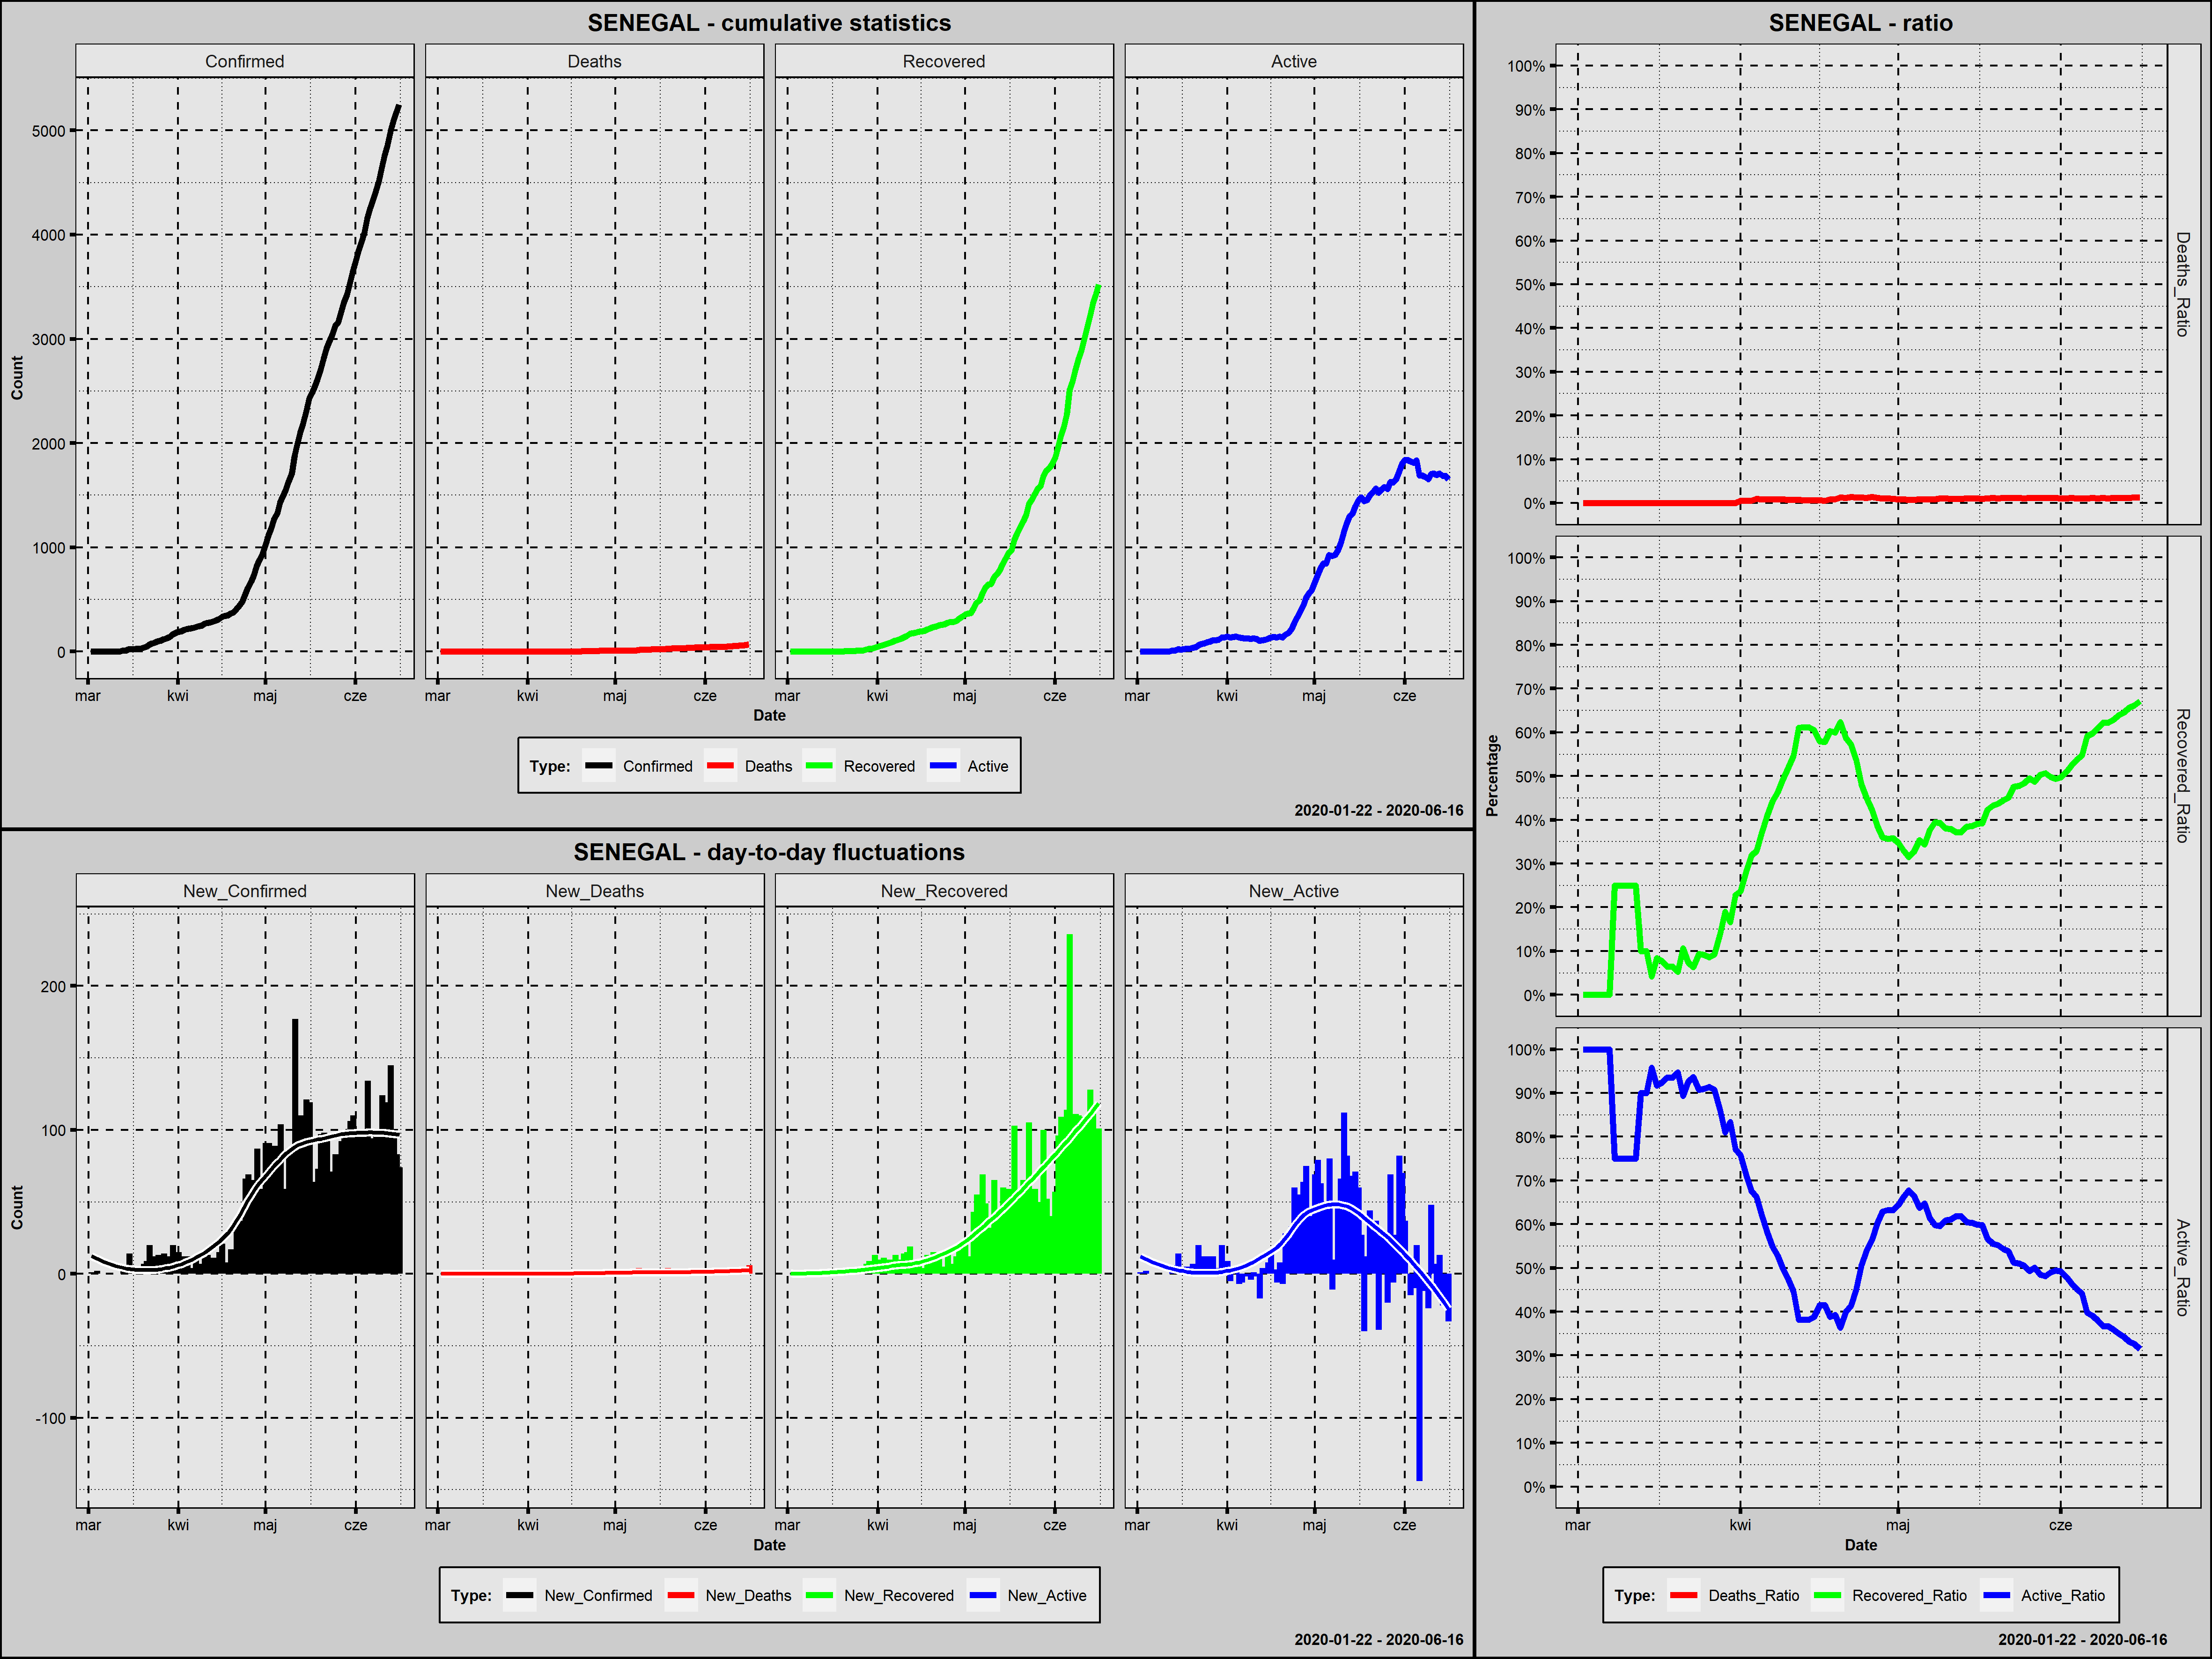 SENEGAL - cumulative statistics
Confirmed Deaths Recovered Active
Count
5000
4000
3000
2000
1000
0
mar kwi maj cze mar kwi maj cze mar kwi maj cze mar kwi maj cze
Date
Type: Confirmed Deaths Recovered Active
2020-01-22 - 2020-06-16
SENEGAL - day-to-day fluctuations
New_Confirmed New_Deaths New_Recovered New_Active
Count
200
100
0
-100
mar kwi maj cze mar kwi maj cze mar kwi maj cze mar kwi maj cze
Date
Type: New_Confirmed New_Deaths New_Recovered New_Active
2020-01-22 - 2020-06-16
SENEGAL - ratio
Percentage
100%
90%
80%
70%
60%
50%
40%
30%
20%
10%
0%
Deaths_Ratio
100%
90%
80%
70%
60%
50%
40%
30%
20%
10%
0%
Recovered_Ratio
100%
90%
80%
70%
60%
50%
40%
30%
20%
10%
0%
Active_Ratio
mar kwi maj cze
Date
Type: Deaths_Ratio Recovered_Ratio Active_Ratio
2020-01-22 - 2020-06-16